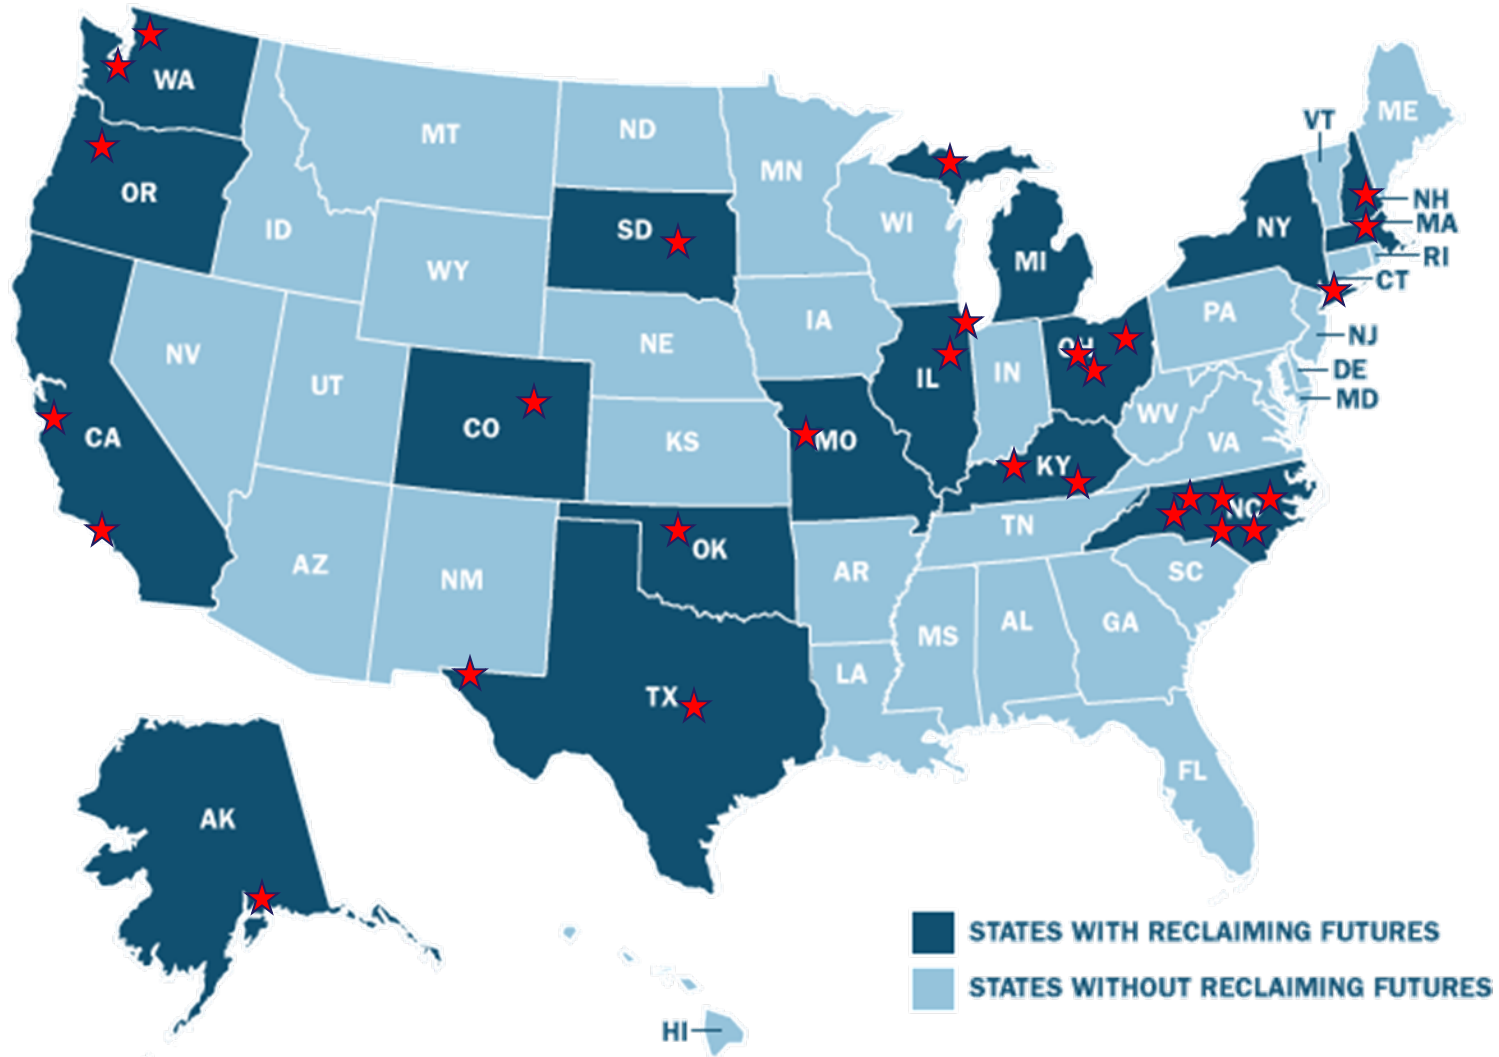 WA
OR
CA
ID
NV
MT
WY
UT
AZ
CO
NM
ND
SD
NE
KS
OK
TX
MN
IA
MO
AR
LA
WI
IL
MI
IN
OH
KY
TN
MS
AL
GA
FL
SC
NC
VA
WV
PA
NY
VT
ME
NH
MA
RI
CT
NJ
DE
MD
AK
HI
STATES WITH RECLAIMING FUTURES
STATES WITHOUT RECLAIMING FUTURES